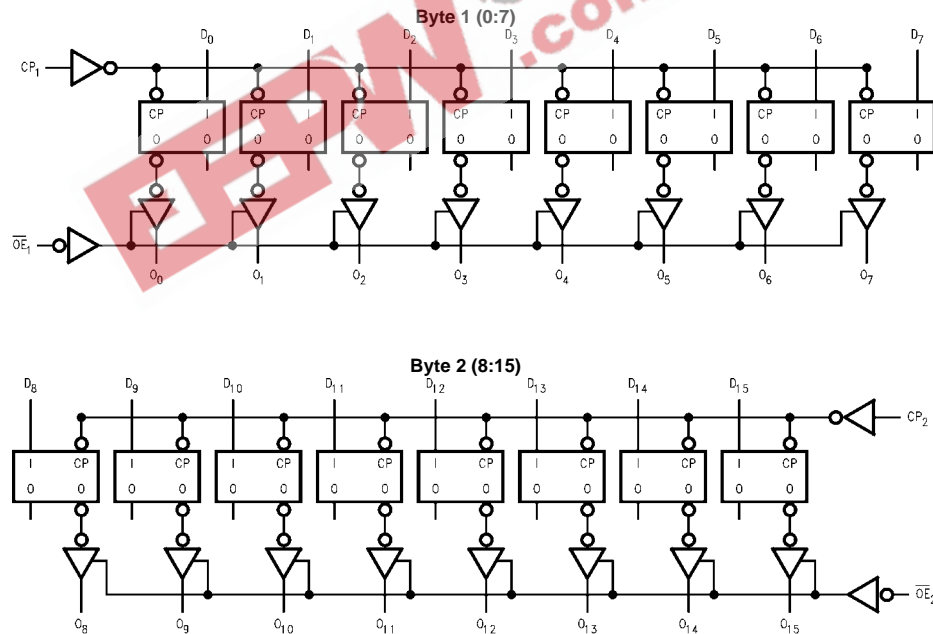 Byte 1 (0:7)
D0 D1 D2 D3 D4 D5 D6 D7
CP1
CP I CP I CP I CP I CP I CP I CP I CP I
O O O O O O O O O O O O O O O O
OE1
O0 O1 O2 O3 O4 O5 O6 O7
EEPW .com
Byte 2 (8:15)
D8 D9 D10 D11 D12 D13 D14 D15
CP2
I CP I CP I CP I CP I CP I CP I CP I CP
O O O O O O O O O O O O O O O O
OE2
O8 O9 O10 O11 O12 O13 O14 O15